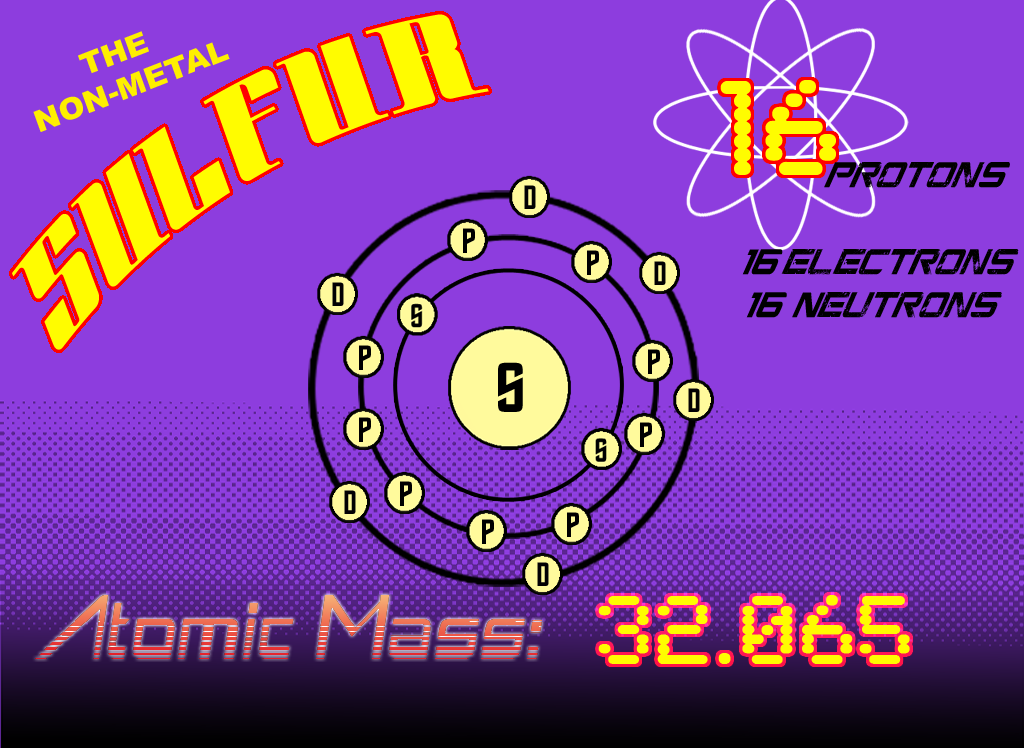 THE
NON-METAL
SULFUR
16
PROTONS
16 ELECTRONS
16 NEUTRONS
D
P
P
D
D
S
P
P
S
D
P
P
S
P
D
P
P
D
Atomic Mass: 32.065